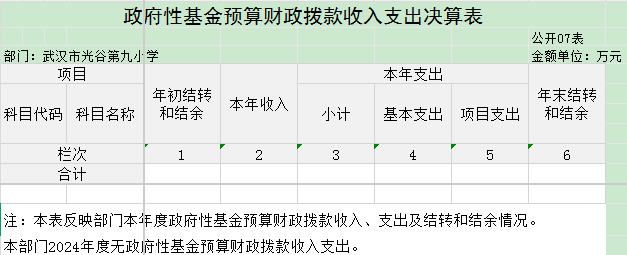 政府性基金预算财政拨款收入支出决算表
公开07表
部门：武汉市光谷第九小学 金额单位：万元
项目 年初结转和结余 本年收入 本年支出 年末结转和结余
科目代码 科目名称 小计 基本支出 项目支出
栏次 1 2 3 4 5 6
合计
注：本表反映部门本年度政府性基金预算财政拨款收入、支出及结转和结余情况。
本部门2024年度无政府性基金预算财政拨款收入支出。